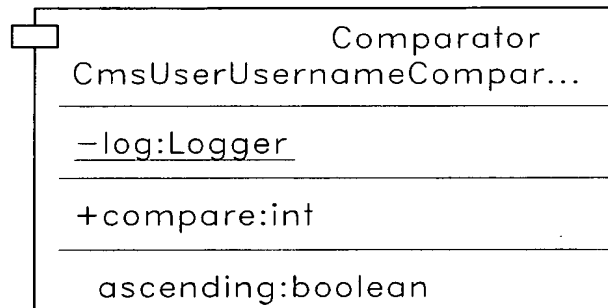 Comparator
CmsUserUsernameCompar...
-log:Logger
+compare:int
ascending:boolean